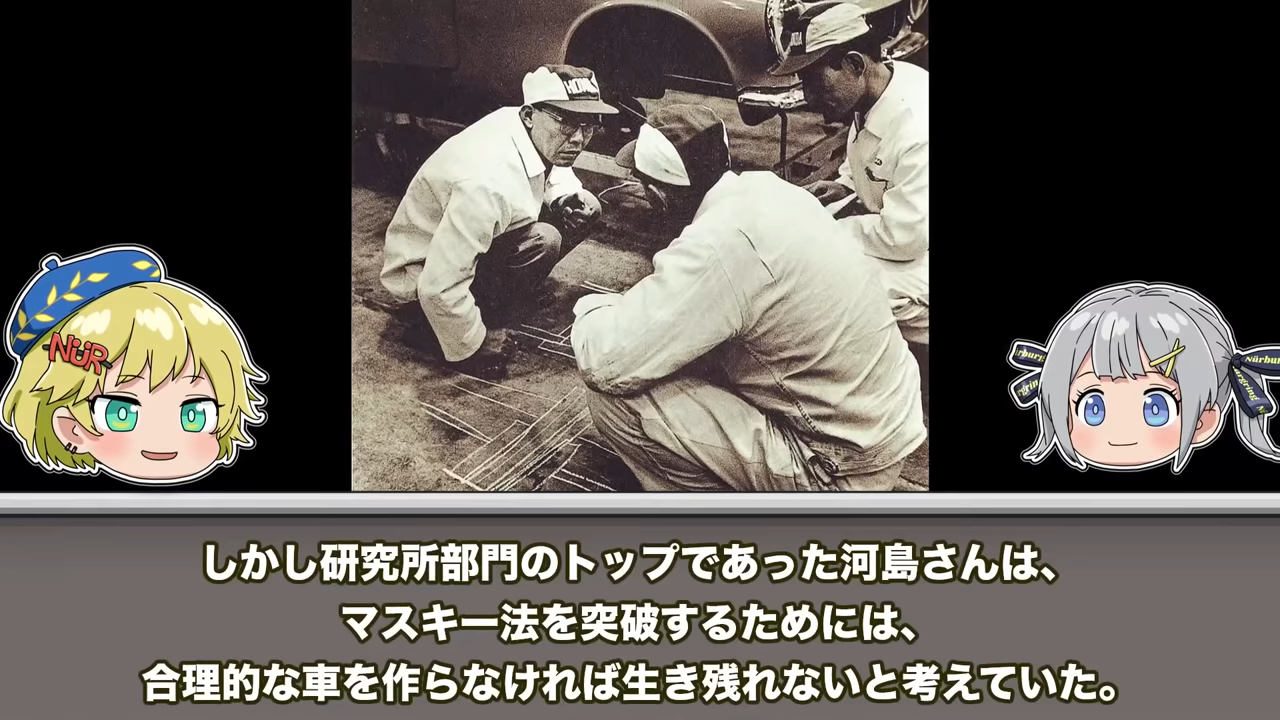 HONDA
NÜR
しかし研究所部門のトップであった河島さんは、
マスキー法を突破するためには、
合理的な車を作らなければ生き残れないと考えていた。